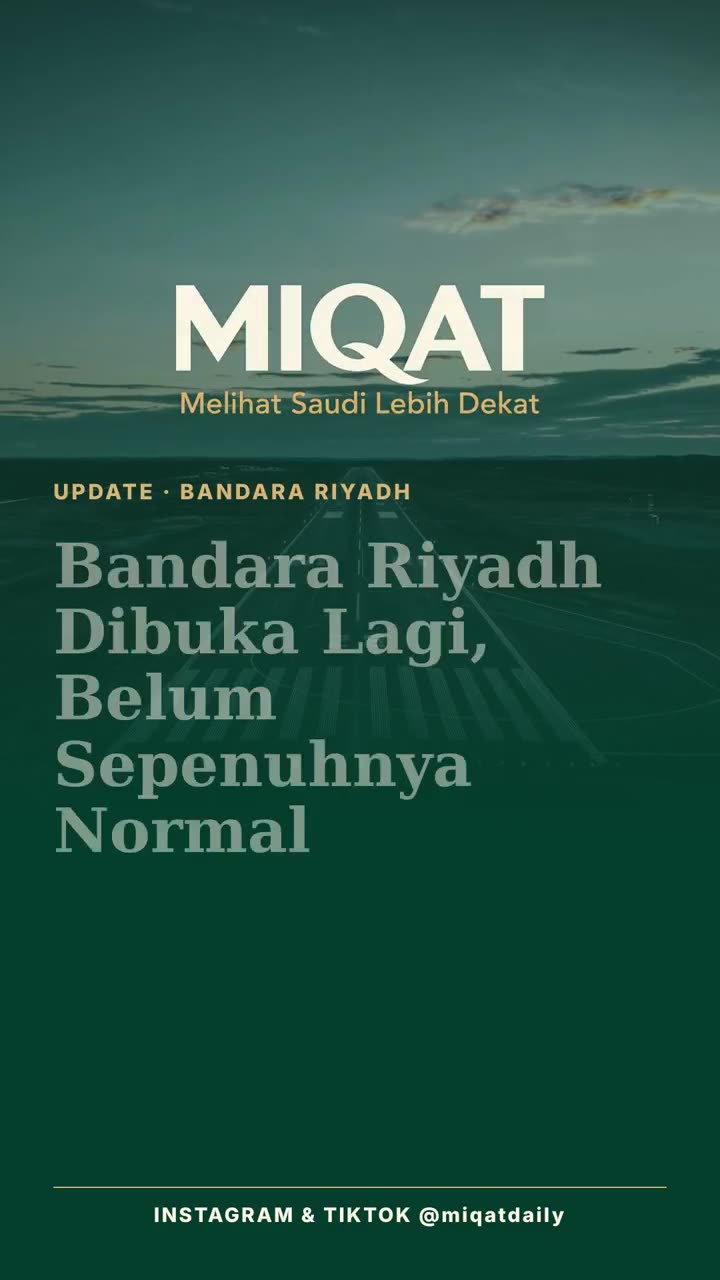 MIQAT
Melihat Saudi Lebih Dekat
UPDATE · BANDARA RIYADH
Bandara Riyadh
Dibuka Lagi,
Belum
Sepenuhnya
Normal
INSTAGRAM & TIKTOK @miqatdaily